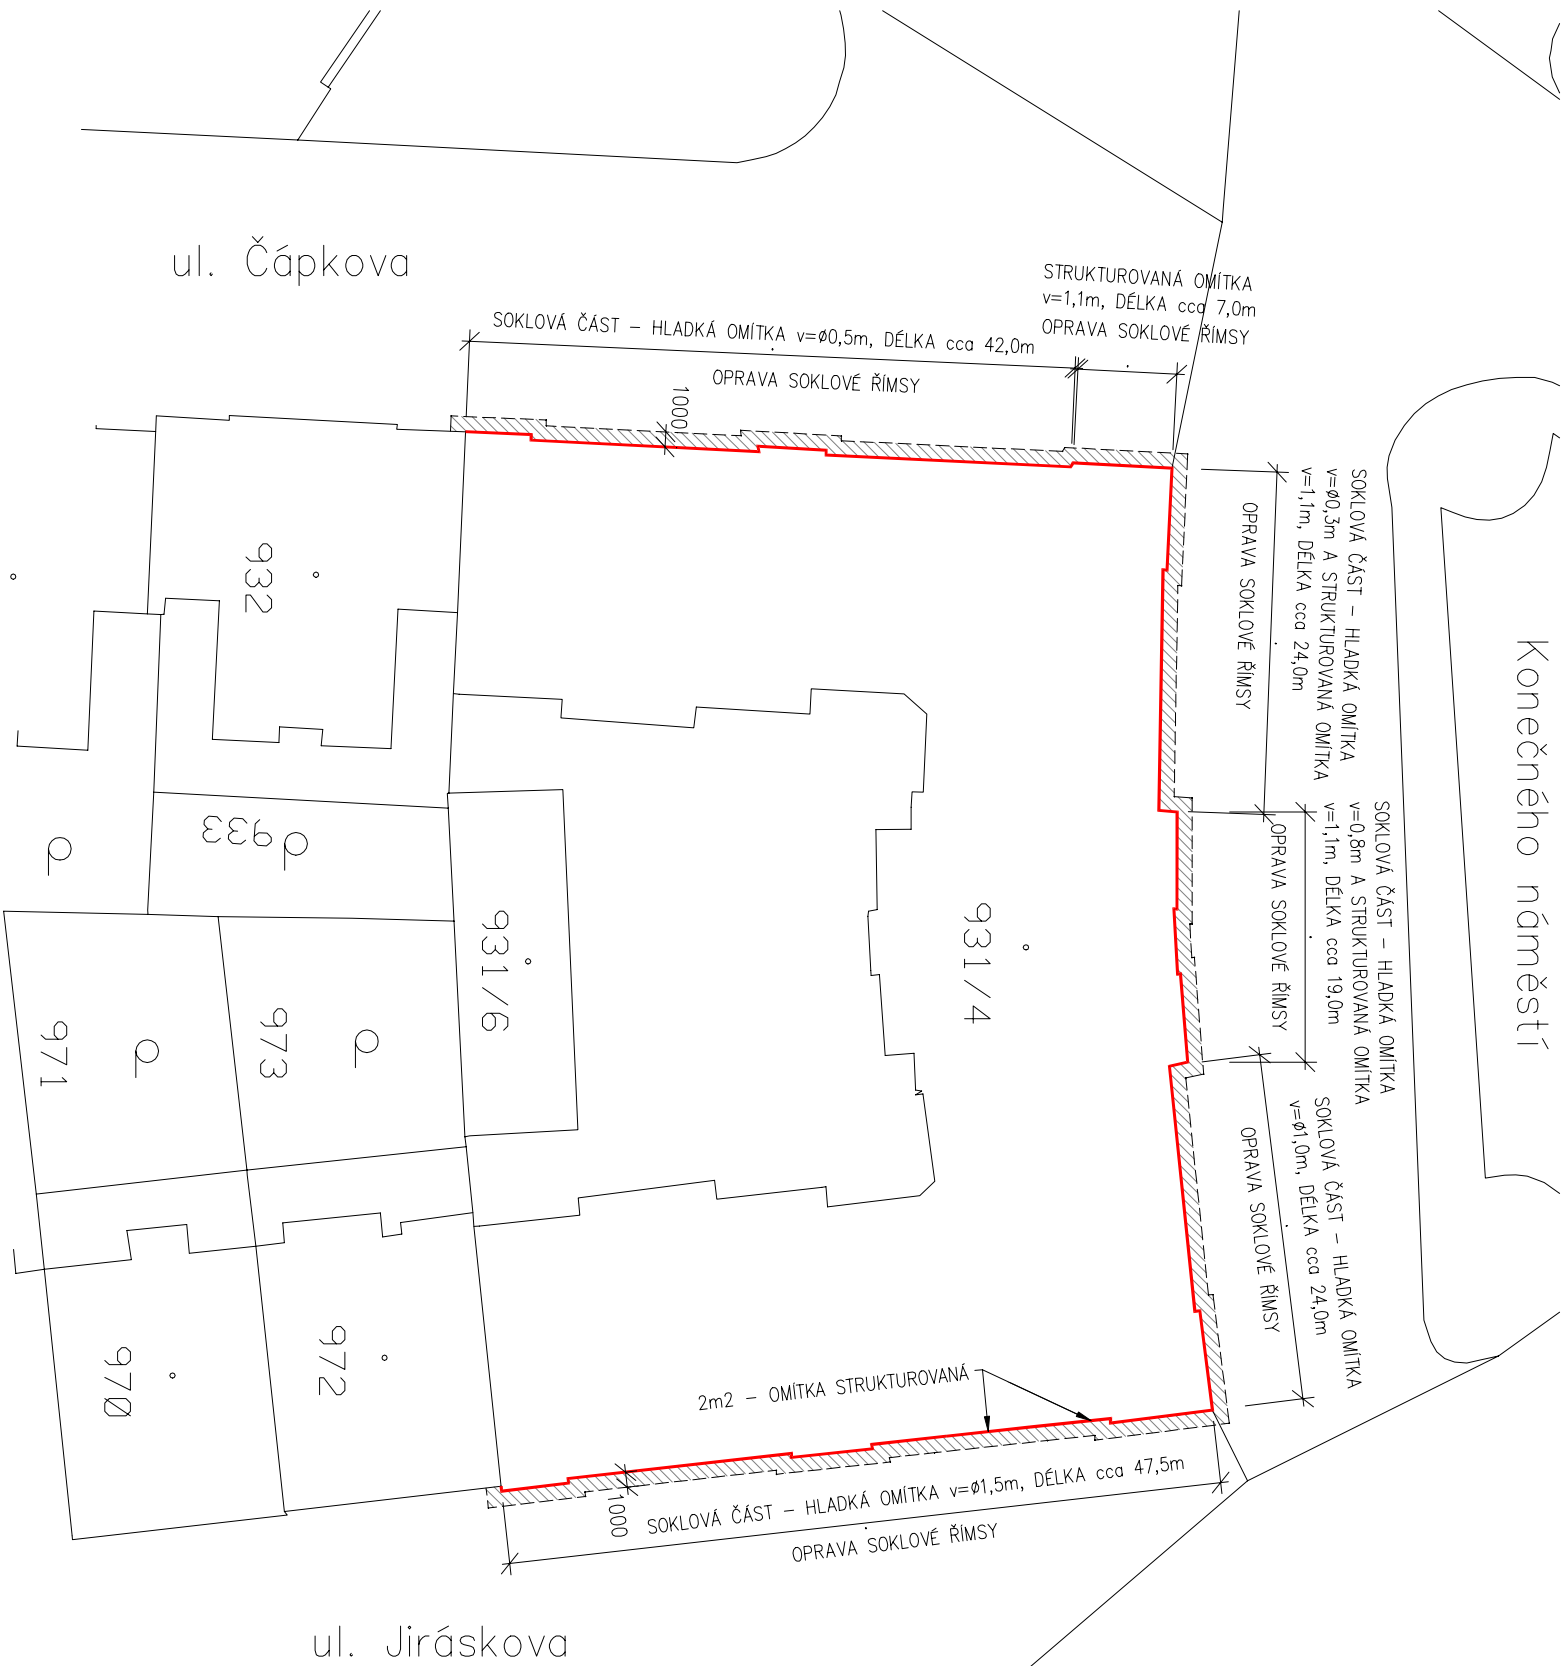 ul. Čápkova
STRUKTUROVANÁ OMÍTKA
v=1,1m, DÉLKA cca 7,0m
OPRAVA SOKLOVÉ ŘÍMSY
SOKLOVÁ ČÁST – HLADKÁ OMÍTKA v=ø0,5m, DÉLKA cca 42,0m
OPRAVA SOKLOVÉ ŘÍMSY
1000
SOKLOVÁ ČÁST – HLADKÁ OMÍTKA
v=ø0,3m A STRUKTUROVANÁ OMÍTKA
v=1,1m, DÉLKA cca 24,0m
OPRAVA SOKLOVÉ ŘÍMSY
Konečného náměstí
SOKLOVÁ ČÁST – HLADKÁ OMÍTKA
v=0,8m A STRUKTUROVANÁ OMÍTKA
v=1,1m, DÉLKA cca 19,0m
OPRAVA SOKLOVÉ ŘÍMSY
SOKLOVÁ ČÁST – HLADKÁ OMÍTKA
v=ø1,0m, DÉLKA cca 24,0m
OPRAVA SOKLOVÉ ŘÍMSY
932
933
931/6
931/4
971
973
970
972
2m2 – OMÍTKA STRUKTUROVANÁ
1000
SOKLOVÁ ČÁST – HLADKÁ OMÍTKA v=ø1,5m, DÉLKA cca 47,5m
OPRAVA SOKLOVÉ ŘÍMSY
ul. Jiráskova